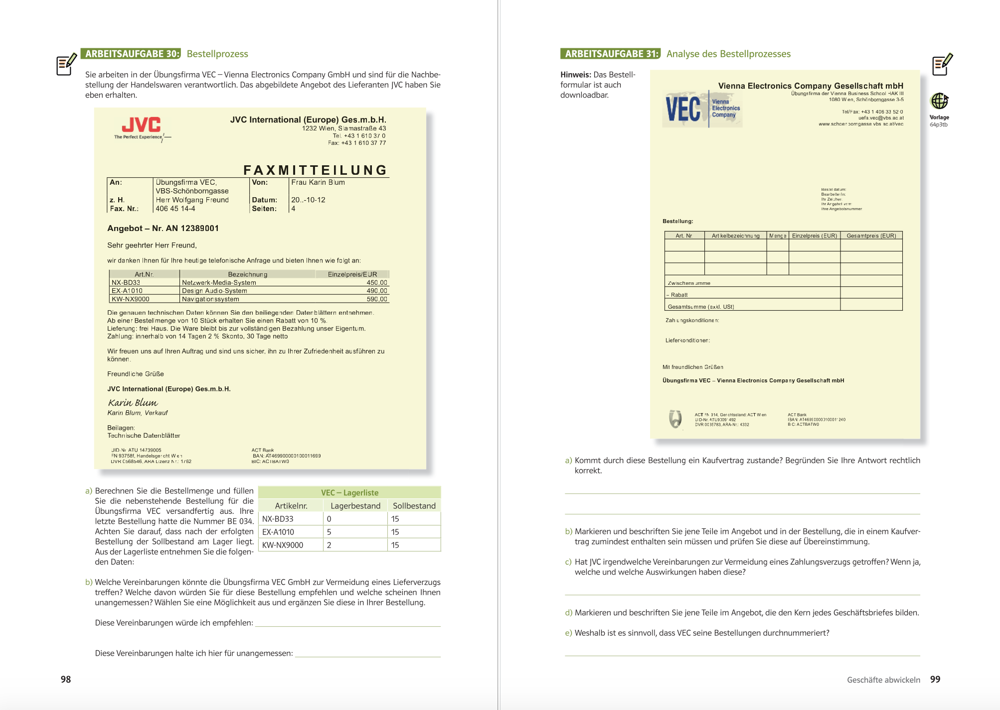 ARBEITSAUFGABE 30: Bestellprozess
Sie arbeiten in der Übungsfirma VEC – Vienna Electronics Company GmbH und sind für die Nachbe-
stellung der Handelswaren verantwortlich. Das abgebildete Angebot des Lieferanten JVC haben Sie
eben erhalten.
JVC
The Perfect Experience
JVC International (Europe) Ges.m.b.H.
1232 Wien, Slamastraße 43
Tel. +43 1 610 37 0
Fax: +43 1 610 37 77
FAXMITTEILUNG
An: Übungsfirma VEC, Von: Frau Karin Blum
VBS-Schönborngasse
z. H. Herr Wolfgang Freund Datum: 20..-10-12
Fax. Nr.: 406 45 14-4 Seiten: 4
Angebot – Nr. AN 12389001
Sehr geehrter Herr Freund,
wir danken Ihnen für Ihre heutige telefonische Anfrage und bieten Ihnen wie folgt an:
Art.Nr. Bezeichnung Einzelpreis/EUR
NX-BD33 Netzwerk-Media-System 450,00
EX-A1010 Design Audio-System 490,00
KW-NX9000 Navigationssystem 590,00
Die genauen technischen Daten können Sie den beiliegenden Datenblättern entnehmen.
Ab einer Bestellmenge von 10 Stück erhalten Sie einen Rabatt von 10 %.
Lieferung: frei Haus. Die Ware bleibt bis zur vollständigen Bezahlung unser Eigentum.
Zahlung: innerhalb von 14 Tagen 2 % Skonto, 30 Tage netto
Wir freuen uns auf Ihren Auftrag und sind uns sicher, ihn zu Ihrer Zufriedenheit ausführen zu
können.
Freundliche Grüße
JVC International (Europe) Ges.m.b.H.
Karin Blum
Karin Blum, Verkauf
Beilagen:
Technische Datenblätter
UID-Nr. ATU 14739005 ACT Bank
FN 93758f, Handelsgericht Wien BAN: AT469900000100011699
DVR 0568546, ARA Lizenz Nr.: 1762 BIC: ACTBATW0
a) Berechnen Sie die Bestellmenge und füllen
Sie die nebenstehende Bestellung für die
Übungsfirma VEC versandfertig aus. Ihre
letzte Bestellung hatte die Nummer BE 034.
Achten Sie darauf, dass nach der erfolgten
Bestellung der Sollbestand am Lager liegt.
Aus der Lagerliste entnehmen Sie die folgen-
den Daten:
VEC – Lagerliste
Artikelnr. Lagerbestand Sollbestand
NX-BD33 0 15
EX-A1010 5 15
KW-NX9000 2 15
b) Welche Vereinbarungen könnte die Übungsfirma VEC GmbH zur Vermeidung eines Lieferverzugs
treffen? Welche davon würden Sie für diese Bestellung empfehlen und welche scheinen Ihnen
unangemessen? Wählen Sie eine Möglichkeit aus und ergänzen Sie diese in Ihrer Bestellung.
Diese Vereinbarungen würde ich empfehlen:
Diese Vereinbarungen halte ich hier für unangemessen:
98
ARBEITSAUFGABE 31: Analyse des Bestellprozesses
Hinweis: Das Bestell-
formular ist auch
downloadbar.
Vorlage
64p3tb
VEC Vienna
Electronics
Company
Vienna Electronics Company Gesellschaft mbH
Übungsfirma der Vienna Business School HAK III
1080 Wien, Schönborngasse 3-5
Tel/Fax: +43 1 406 33 52-0
uefa.vec@vbs.ac.at
www.schoenborngasse.vbs.ac.at/vec
Bestelldatum:
Bearbeiter/in:
Ihr Zeichen:
Ihr Angebot vom:
Ihre Angebotsnummer
Bestellung:
Art. Nr. Artikelbezeichnung Menge Einzelpreis (EUR) Gesamtpreis (EUR)
Zwischensumme
– Rabatt
Gesamtsumme (exkl. USt)
Zahlungskonditionen:
Lieferkonditionen:
Mit freundlichen Grüßen
Übungsfirma VEC – Vienna Electronics Company Gesellschaft mbH
ACT FN 914, Gerichtsstand: ACT Wien ACT Bank
UID-Nr. IBAN:
DVR 0035783, ARA-Nr.: 4332 BIC: ACTBATW0
a) Kommt durch diese Bestellung ein Kaufvertrag zustande? Begründen Sie Ihre Antwort rechtlich
korrekt.
b) Markieren und beschriften Sie jene Teile im Angebot und in der Bestellung, die in einem Kaufver-
trag zumindest enthalten sein müssen und prüfen Sie diese auf Übereinstimmung.
c) Hat JVC irgendwelche Vereinbarungen zur Vermeidung eines Zahlungsverzugs getroffen? Wenn ja,
welche und welche Auswirkungen haben diese?
d) Markieren und beschriften Sie jene Teile im Angebot, die den Kern jedes Geschäftsbriefes bilden.
e) Weshalb ist es sinnvoll, dass VEC seine Bestellungen durchnummeriert?
Geschäfte abwickeln 99